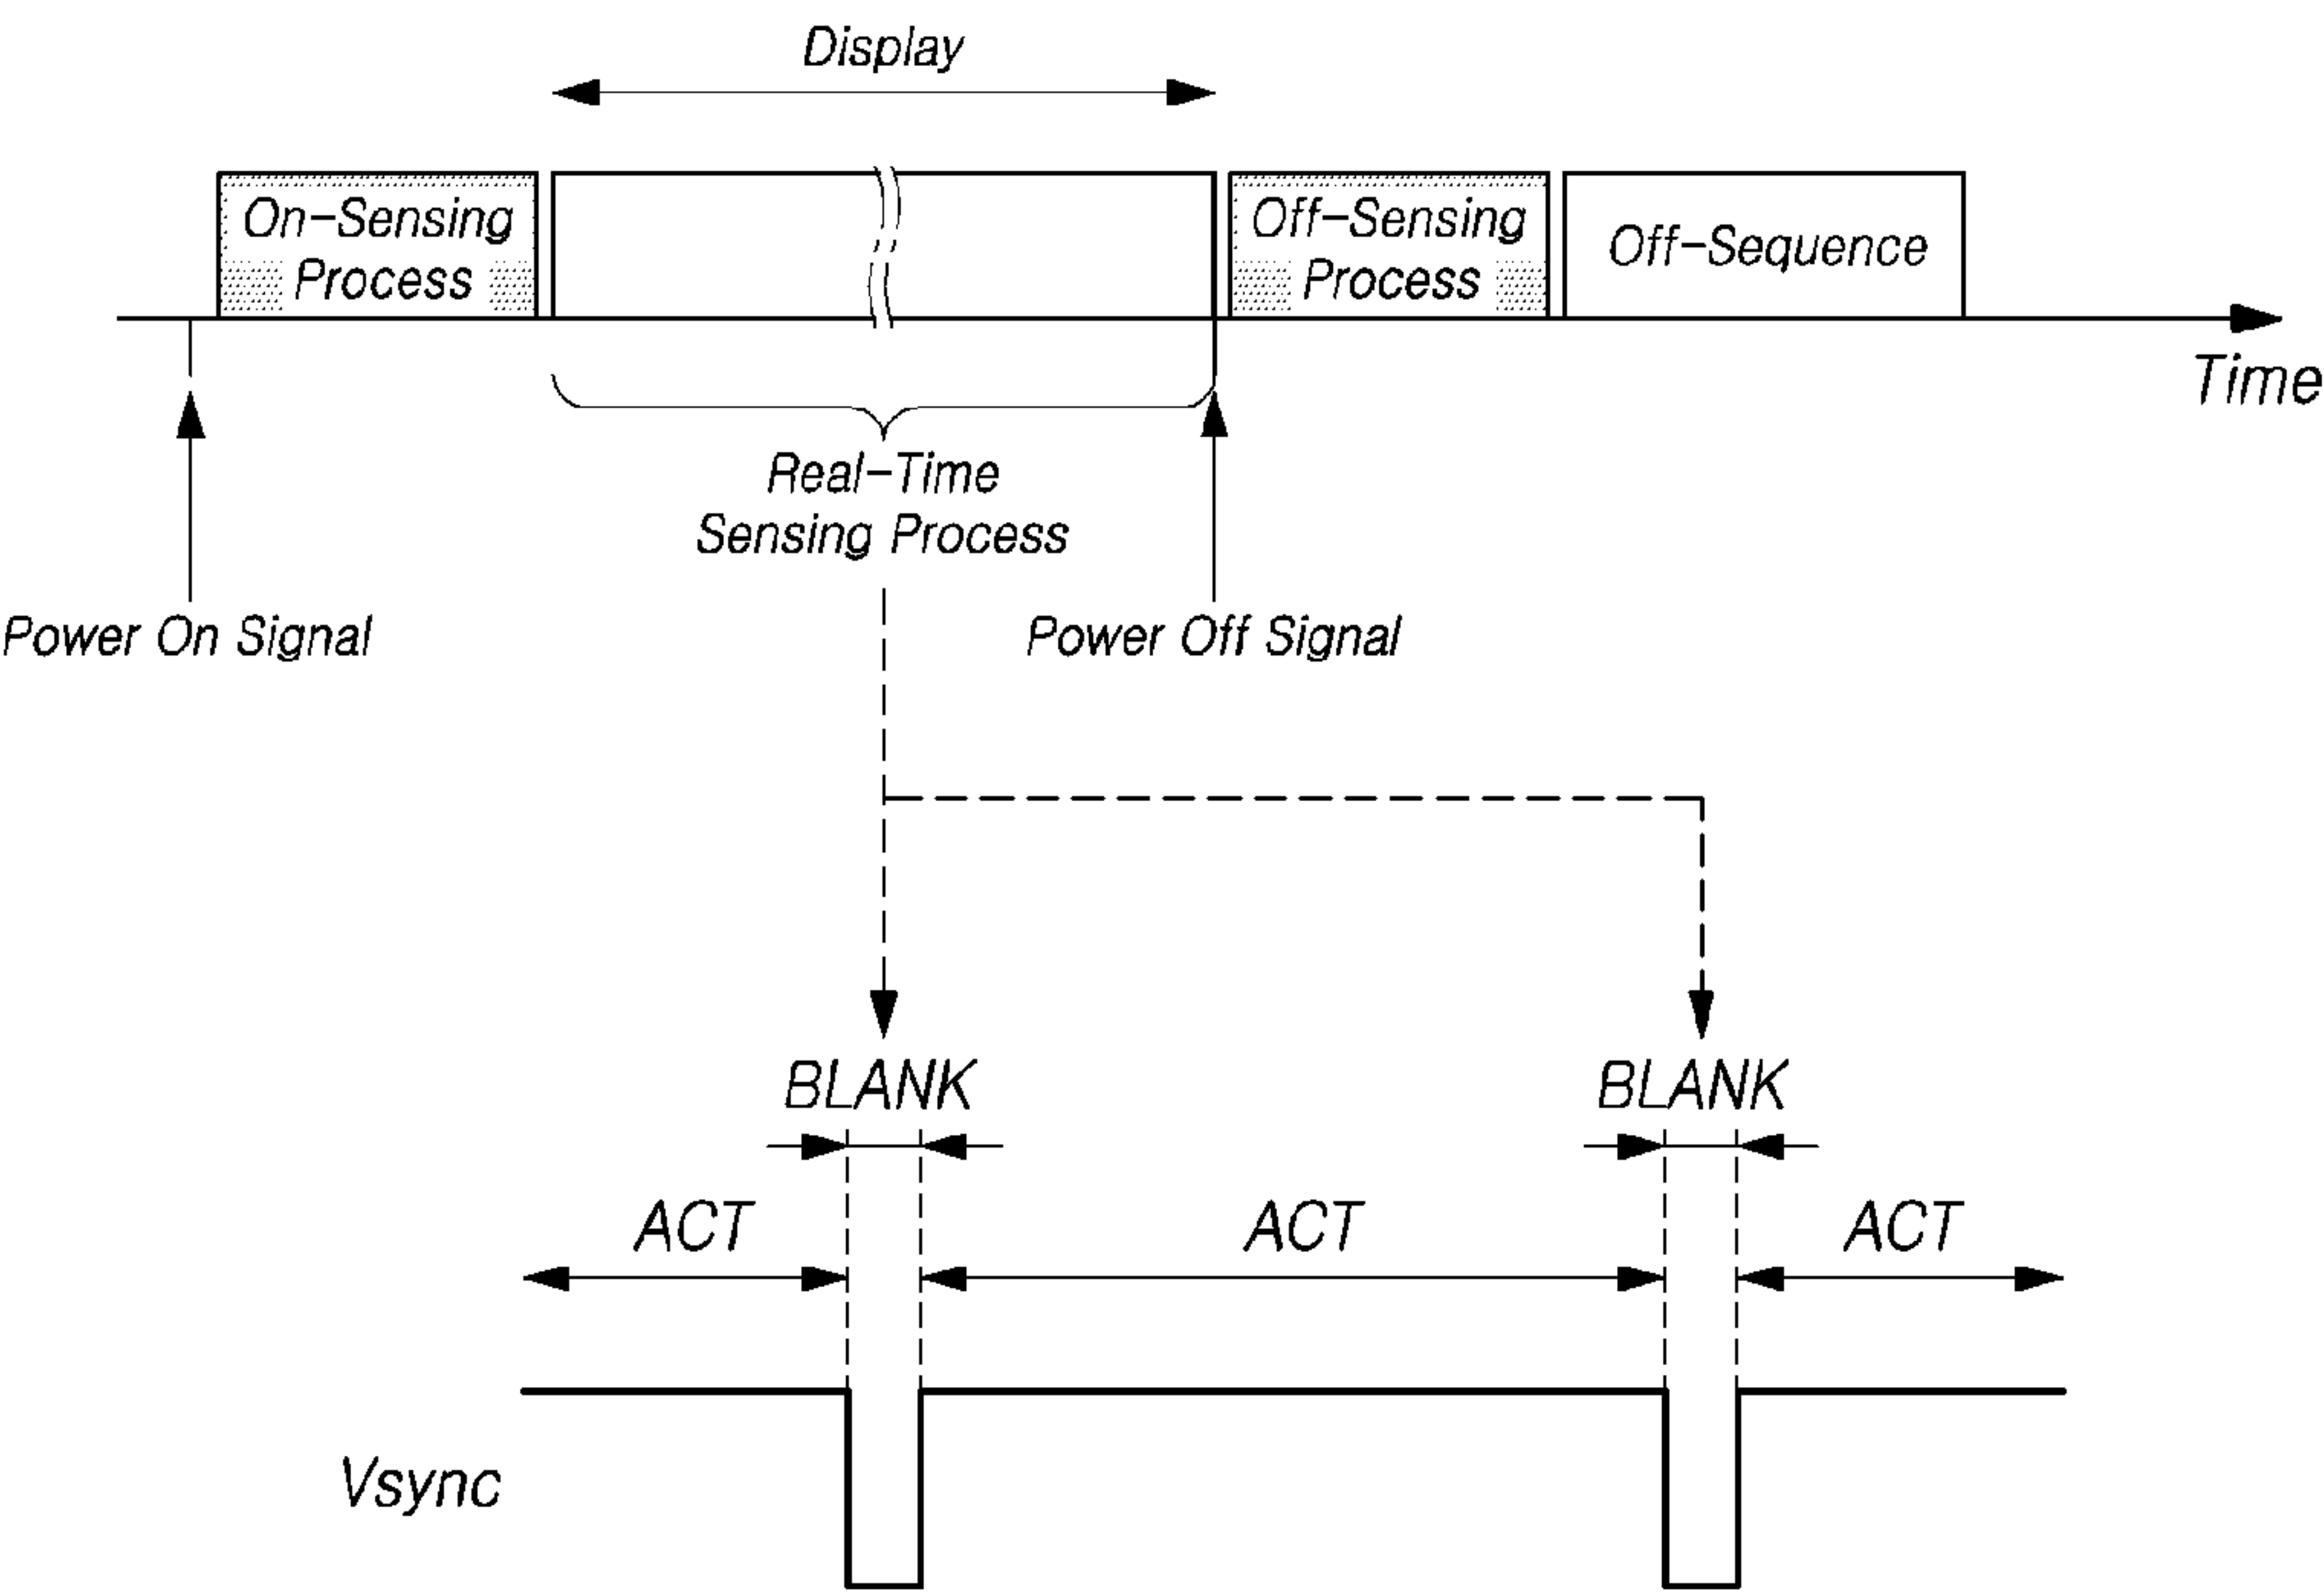 Display
On-Sensing
Process
Off-Sensing
Process
Off-Sequence
Time
Real-Time
Sensing Process
Power On Signal
Power Off Signal
BLANK
BLANK
ACT
ACT
ACT
Vsync